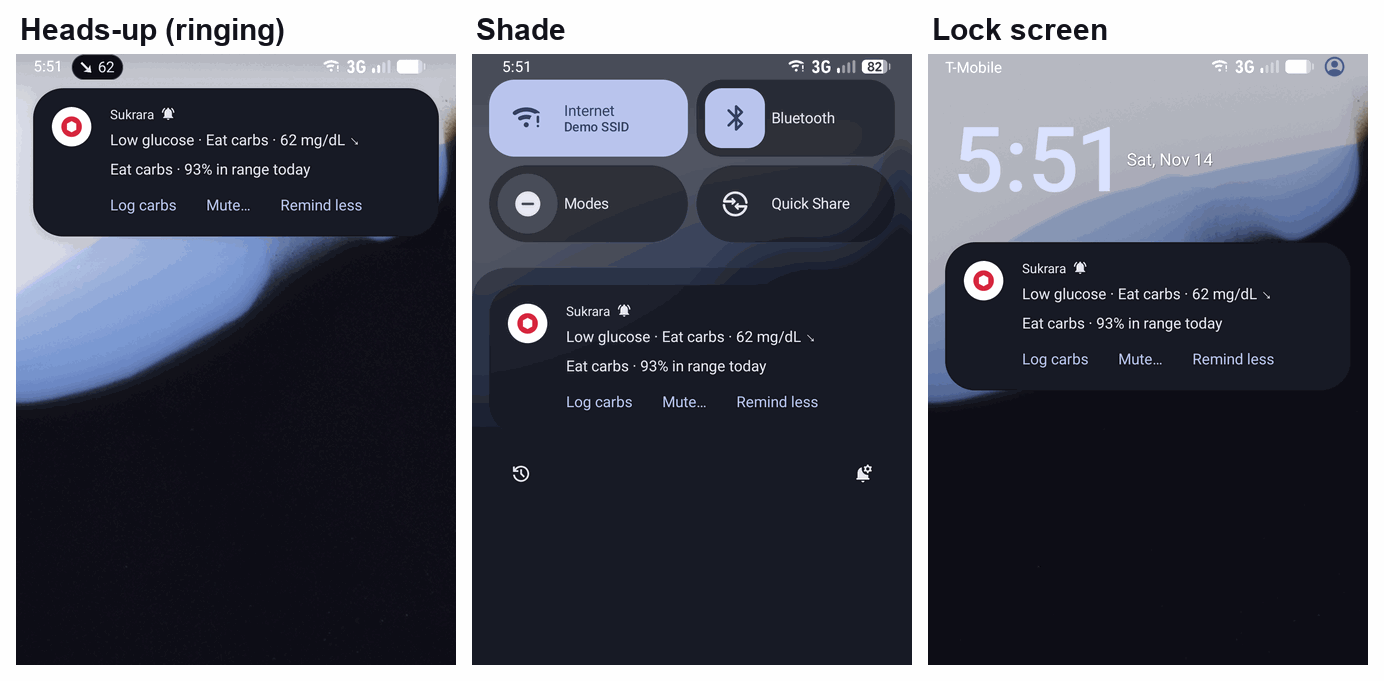 Heads-up (ringing)
5:51 ↘ 62 3G
Sukrara
Low glucose · Eat carbs · 62 mg/dL ↘
Eat carbs · 93% in range today
Log carbs Mute… Remind less
Shade
5:51 3G 82
Internet
Demo SSID
Bluetooth
Modes
Quick Share
Sukrara
Low glucose · Eat carbs · 62 mg/dL ↘
Eat carbs · 93% in range today
Log carbs Mute… Remind less
Lock screen
T-Mobile 3G
5:51 Sat, Nov 14
Sukrara
Low glucose · Eat carbs · 62 mg/dL ↘
Eat carbs · 93% in range today
Log carbs Mute… Remind less